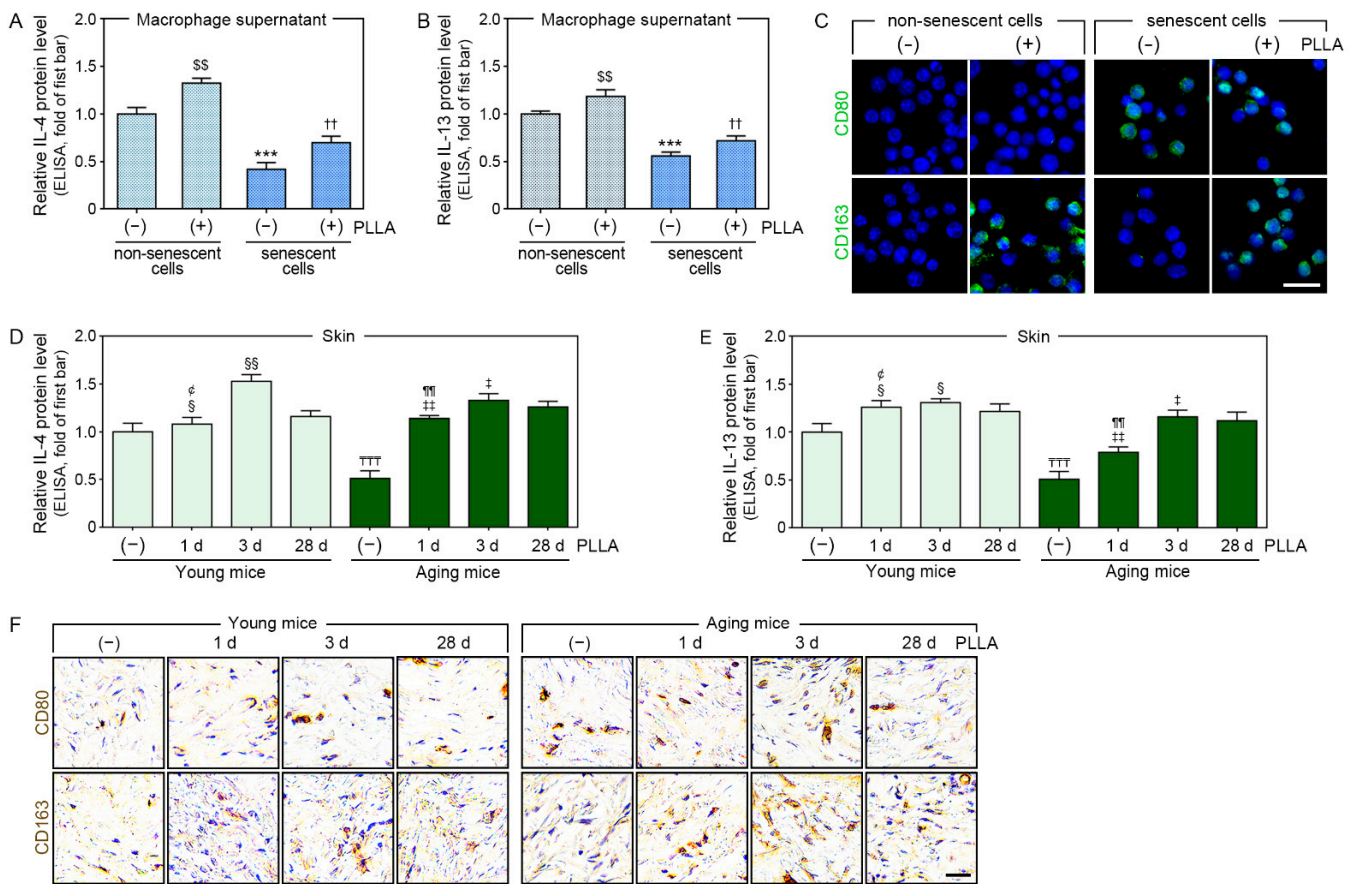 A
Macrophage supernatant
Relative IL-4 protein level
(ELISA, fold of fist bar)
2.0
1.5
1.0
0.5
0
$$
***
††
(−) (+) (−) (+) PLLA
non-senescent cells
senescent cells
B
Macrophage supernatant
Relative IL-13 protein level
(ELISA, fold of fist bar)
2.0
1.5
1.0
0.5
0
$$
***
††
(−) (+) (−) (+) PLLA
non-senescent cells
senescent cells
C
non-senescent cells
senescent cells
(−) (+) (−) (+) PLLA
CD80
CD163
D
Skin
Relative IL-4 protein level
(ELISA, fold of first bar)
2.0
1.5
1.0
0.5
0
¢
§
§§
₸₸₸
¶¶
‡‡
‡
(−) 1 d 3 d 28 d (−) 1 d 3 d 28 d PLLA
Young mice
Aging mice
E
Skin
Relative IL-13 protein level
(ELISA, fold of first bar)
2.0
1.5
1.0
0.5
0
¢
§
§
₸₸₸
¶¶
‡‡
‡
(−) 1 d 3 d 28 d (−) 1 d 3 d 28 d PLLA
Young mice
Aging mice
F
Young mice
Aging mice
(−) 1 d 3 d 28 d (−) 1 d 3 d 28 d PLLA
CD80
CD163